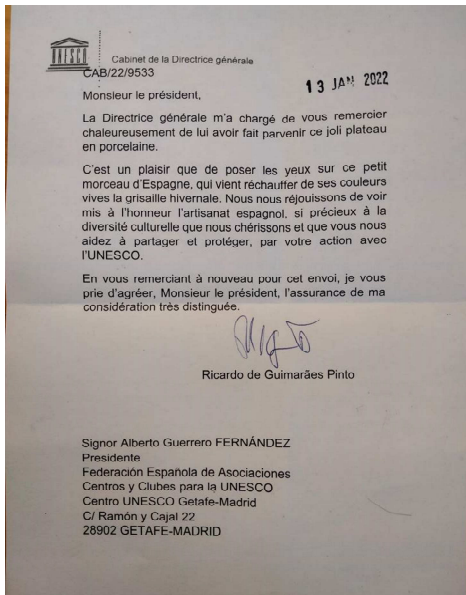 UNESCO
Cabinet de la Directrice générale
CAB/22/9533
13 JAN 2022
Monsieur le président,
La Directrice générale m'a chargé de vous remercier
chaleureusement de lui avoir fait parvenir ce joli plateau
en porcelaine.
C'est un plaisir que de poser les yeux sur ce petit
morceau d'Espagne, qui vient réchauffer de ses couleurs
vives la grisaille hivernale. Nous nous réjouissons de voir
mis à l'honneur l'artisanat espagnol, si précieux à la
diversité culturelle que nous chérissons et que vous nous
aidez à partager et protéger, par votre action avec
l'UNESCO.
En vous remerciant à nouveau pour cet envoi, je vous
prie d'agréer, Monsieur le président, l'assurance de ma
considération très distinguée.
Ricardo de Guimarães Pinto
Signor Alberto Guerrero FERNÁNDEZ
Presidente
Federación Española de Asociaciones
Centros y Clubes para la UNESCO
Centro UNESCO Getafe-Madrid
C/ Ramón y Cajal 22
28902 GETAFE-MADRID